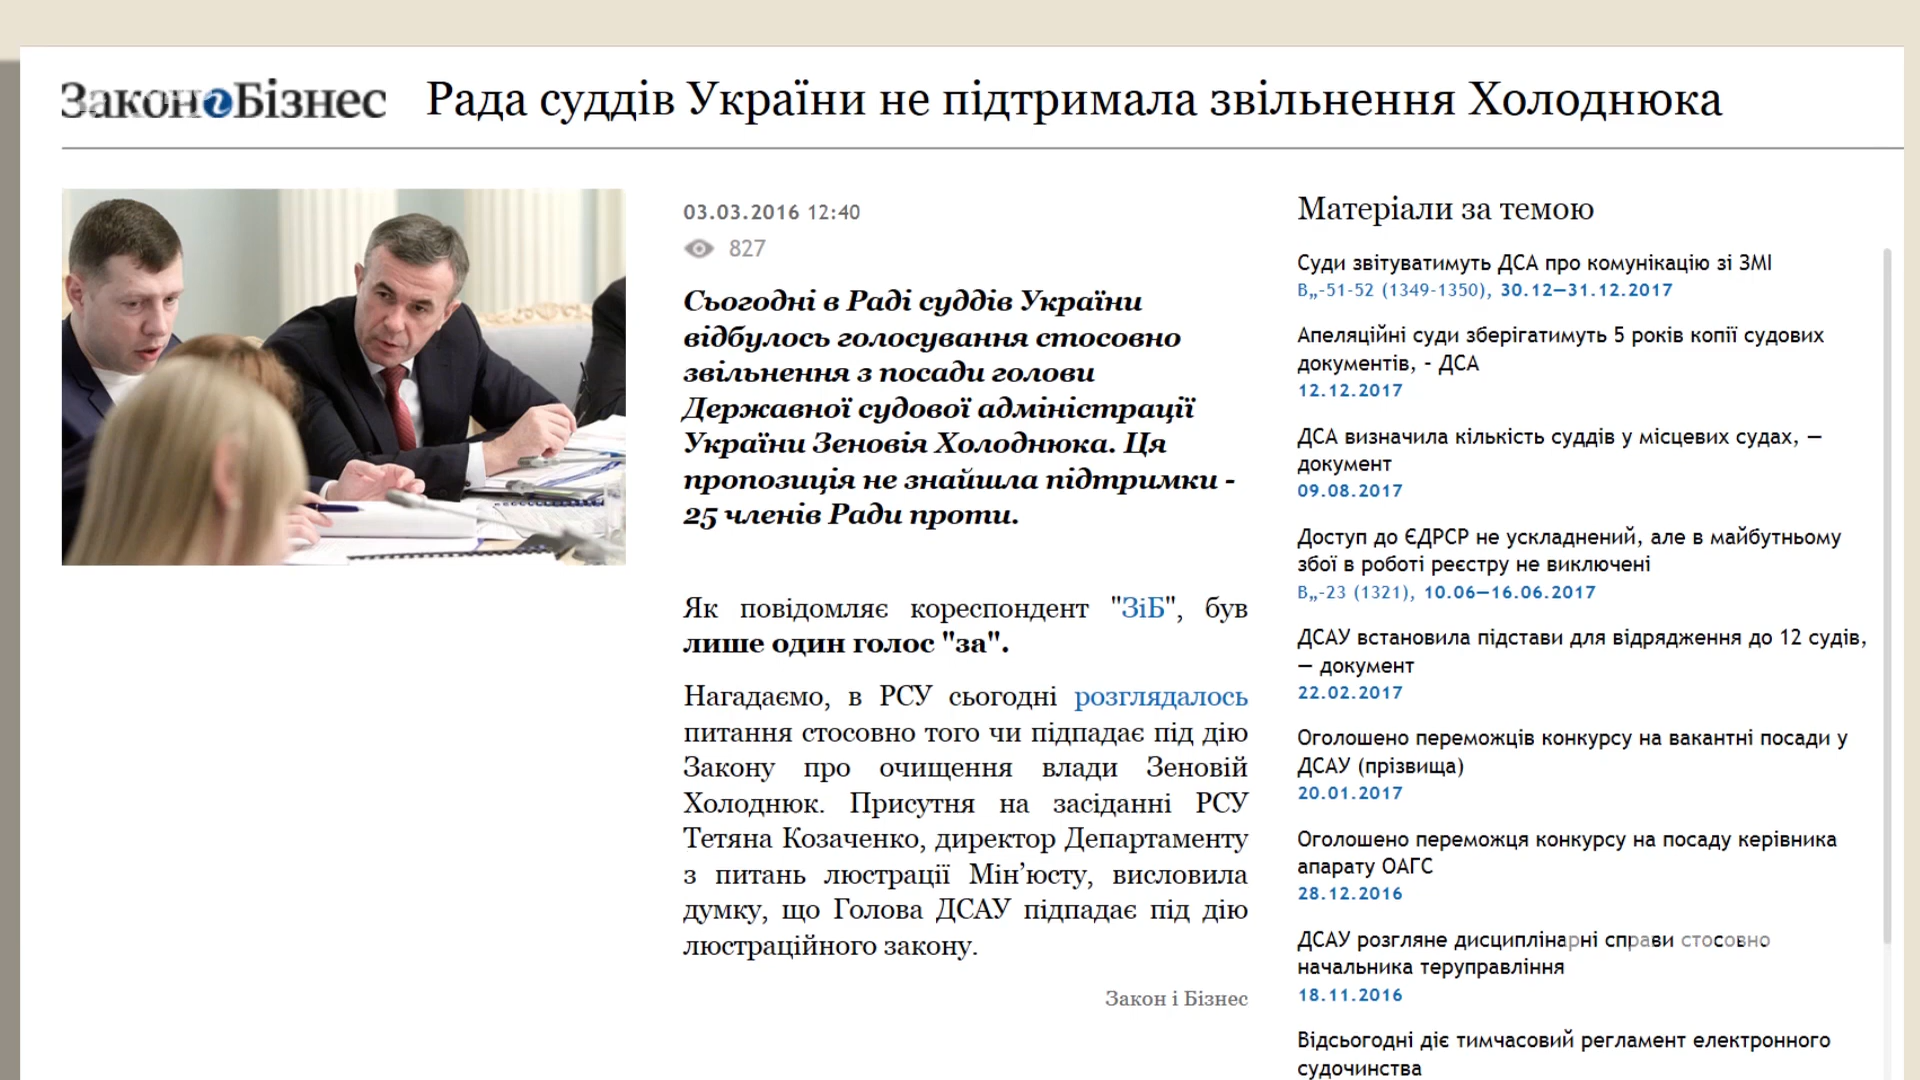 Закон і Бізнес
Рада суддів України не підтримала звільнення Холоднюка
03.03.2016 12:40
827
Сьогодні в Раді суддів України
відбулось голосування стосовно
звільнення з посади голови
Державної судової адміністрації
України Зеновія Холоднюка. Ця
пропозиція не знайшла підтримки -
25 членів Ради проти.
Як повідомляє кореспондент "ЗіБ", був
лише один голос "за".
Нагадаємо, в РСУ сьогодні розглядалось
питання стосовно того чи підпадає під дію
Закону про очищення влади Зеновій
Холоднюк. Присутня на засіданні РСУ
Тетяна Козаченко, директор Департаменту
з питань люстрації Мін’юсту, висловила
думку, що Голова ДСАУ підпадає під дію
люстраційного закону.
Закон і Бізнес
Матеріали за темою
Суди звітуватимуть ДСА про комунікацію зі ЗМІ
В„-51-52 (1349-1350), 30.12—31.12.2017
Апеляційні суди зберігатимуть 5 років копії судових
документів, - ДСА
12.12.2017
ДСА визначила кількість суддів у місцевих судах, —
документ
09.08.2017
Доступ до ЄДРСР не ускладнений, але в майбутньому
збої в роботі реєстру не виключені
В„-23 (1321), 10.06—16.06.2017
ДСАУ встановила підстави для відрядження до 12 судів,
— документ
22.02.2017
Оголошено переможців конкурсу на вакантні посади у
ДСАУ (прізвища)
20.01.2017
Оголошено переможця конкурсу на посаду керівника
апарату ОАГС
28.12.2016
ДСАУ розгляне дисциплінарні справи стосовно
начальника теруправління
18.11.2016
Відсьогодні діє тимчасовий регламент електронного
судочинства